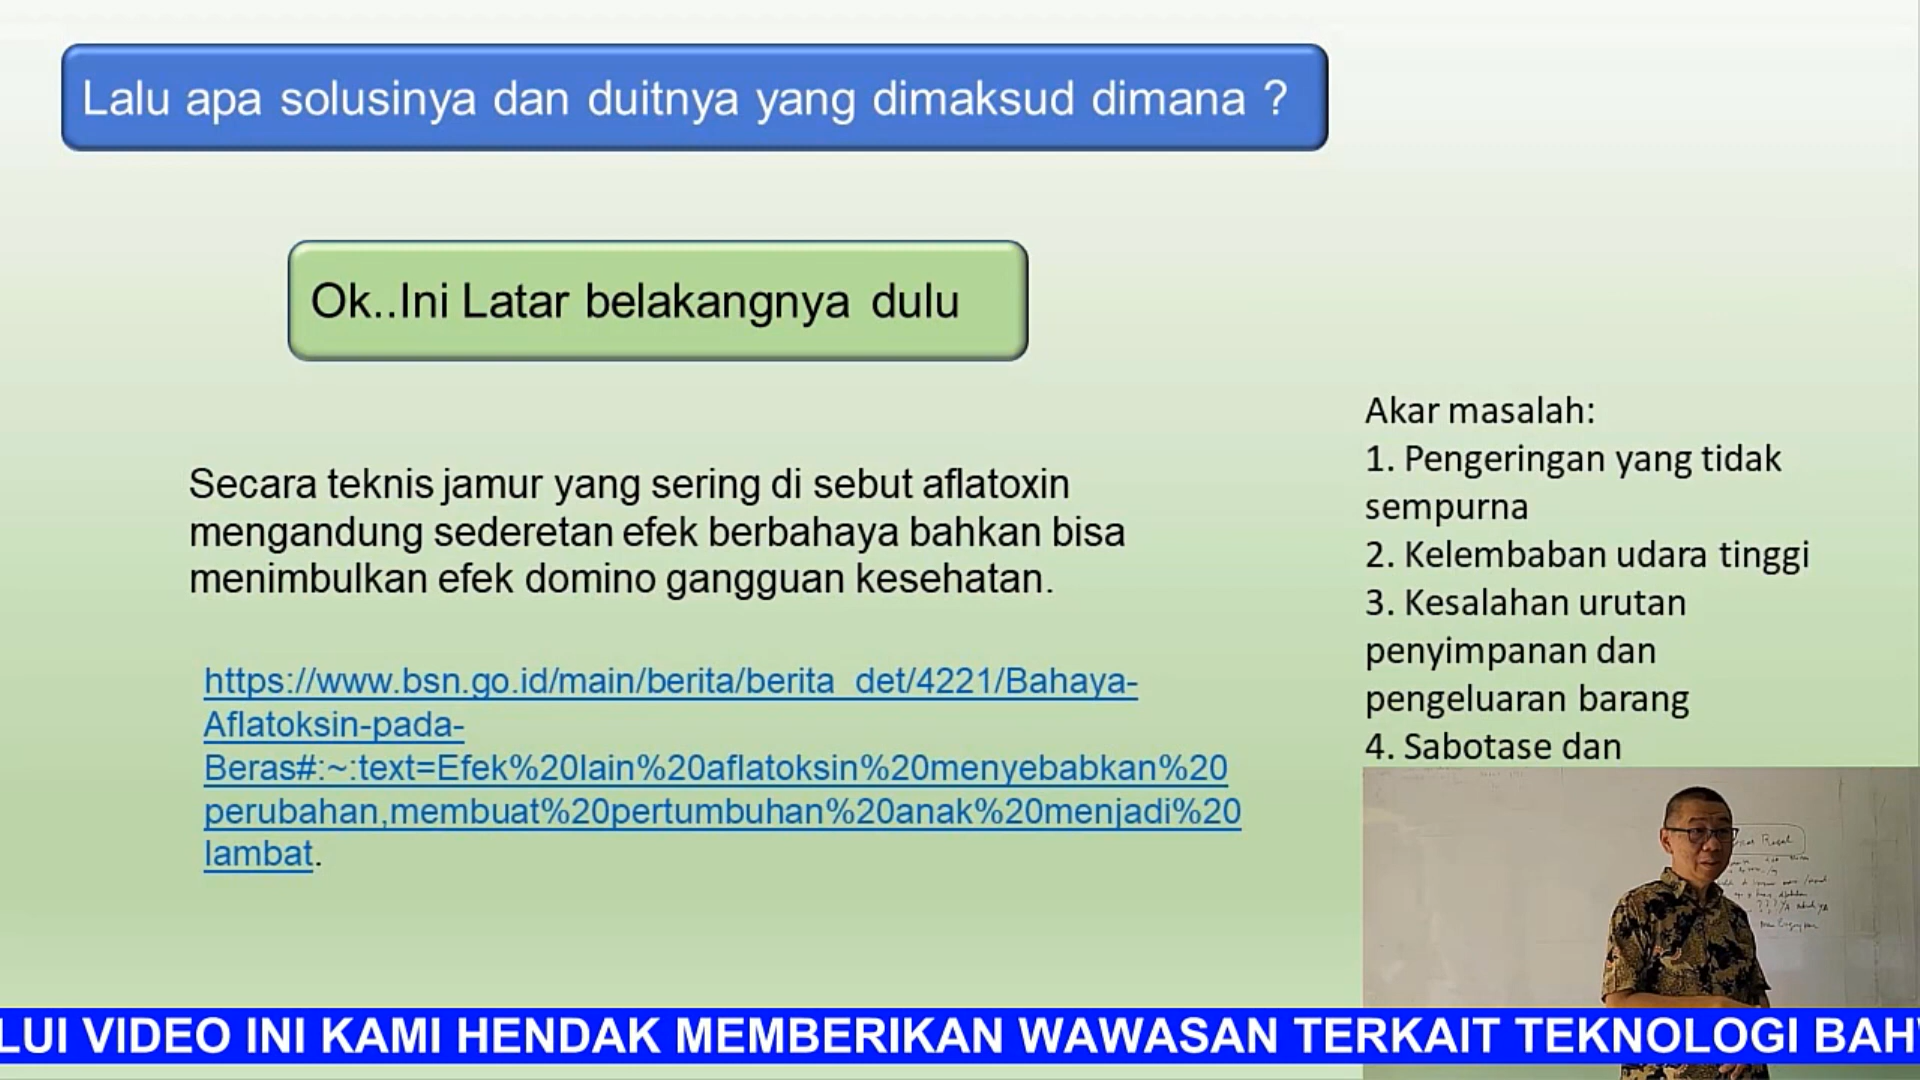 Lalu apa solusinya dan duitnya yang dimaksud dimana ?
Ok..Ini Latar belakangnya dulu
Secara teknis jamur yang sering di sebut aflatoxin
mengandung sederetan efek berbahaya bahkan bisa
menimbulkan efek domino gangguan kesehatan.
https://www.bsn.go.id/main/berita/berita_det/4221/Bahaya-
Aflatoksin-pada-
Beras#:~:text=Efek%20lain%20aflatoksin%20menyebabkan%20
perubahan,membuat%20pertumbuhan%20anak%20menjadi%20
lambat.
Akar masalah:
1. Pengeringan yang tidak
sempurna
2. Kelembaban udara tinggi
3. Kesalahan urutan
penyimpanan dan
pengeluaran barang
4. Sabotase dan
LUI VIDEO INI KAMI HENDAK MEMBERIKAN WAWASAN TERKAIT TEKNOLOGI BAH